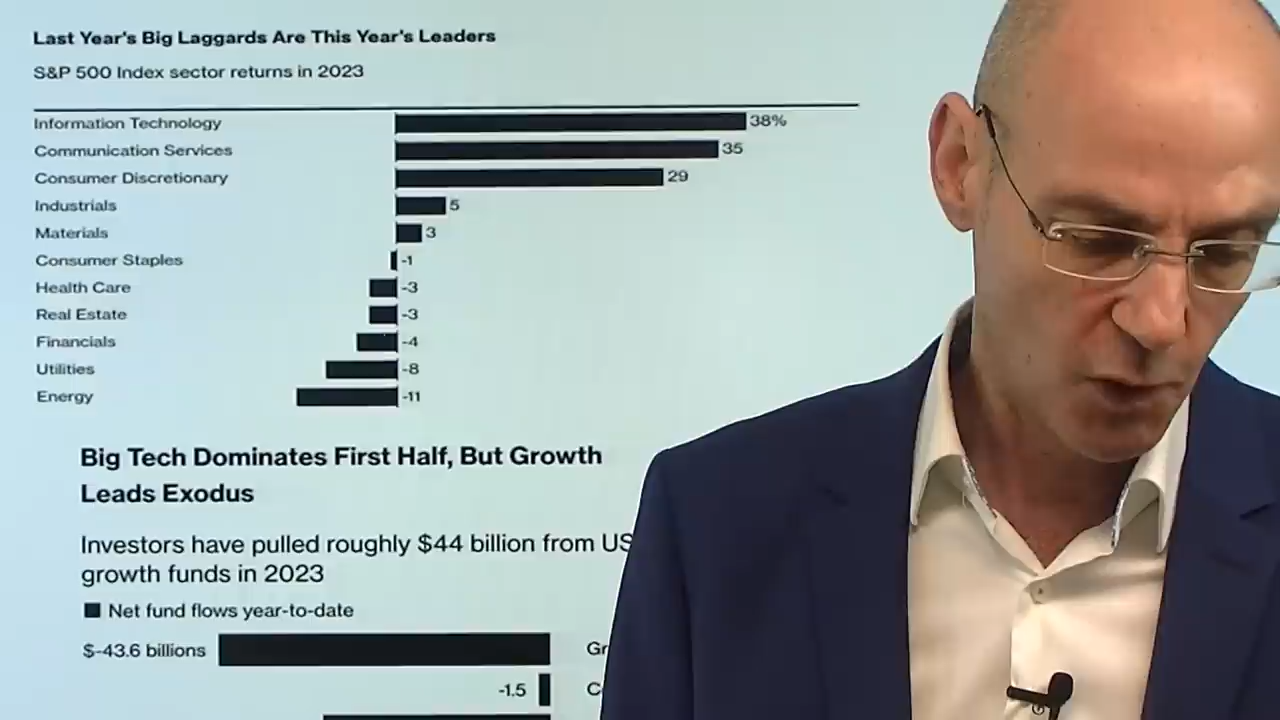 Last Year's Big Laggards Are This Year's Leaders
S&P 500 Index sector returns in 2023
Information Technology 38%
Communication Services 35
Consumer Discretionary 29
Industrials 5
Materials 3
Consumer Staples -1
Health Care -3
Real Estate -3
Financials -4
Utilities -8
Energy -11
Big Tech Dominates First Half, But Growth
Leads Exodus
Investors have pulled roughly $44 billion from US
growth funds in 2023
Net fund flows year-to-date
$-43.6 billions Gr
-1.5 C